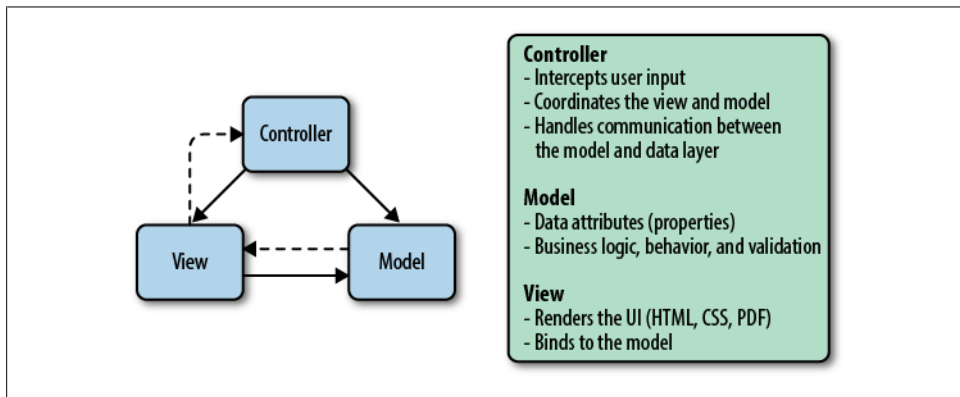 Controller
View
Model
Controller
- Intercepts user input
- Coordinates the view and model
- Handles communication between
the model and data layer
Model
- Data attributes (properties)
- Business logic, behavior, and validation
View
- Renders the UI (HTML, CSS, PDF)
- Binds to the model